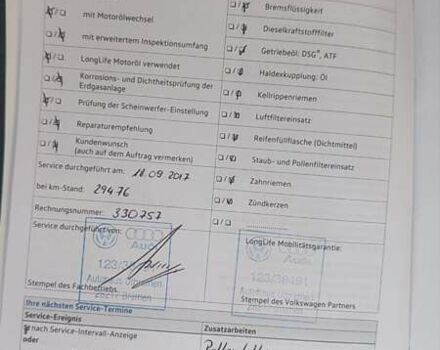 mit Motorölwechsel
mit erweitertem Inspektionsumfang
LongLife Motoröl verwendet
Korrosions- und Dichtheitsprüfung der
Erdgasanlage
Prüfung der Scheinwerfer-Einstellung
Reparaturempfehlung
Kundenwunsch
(auch auf dem Auftrag vermerken)
Service durchgeführt am: 11.09.2017
bei km-Stand: 29476
Rechnungsnummer: 330757
Service durchgeführt von:
Audi
Stempel des Fachbetriebs
Bremsflüssigkeit
Dieselkraftstofffilter
Getriebeöl: DSG®, ATF
Haldexkupplung: Öl
Keilrippenriemen
Luftfiltereinsatz
Reifenfüllflasche (Dichtmittel)
Staub- und Pollenfiltereinsatz
Zahnriemen
Zündkerzen
LongLife Mobilitätsgarantie:
Audi
Stempel des Volkswagen Partners
Ihre nächsten Service-Termine
Service-Ereignis
Zusatzarbeiten
nach Service-Intervall-Anzeige
oder